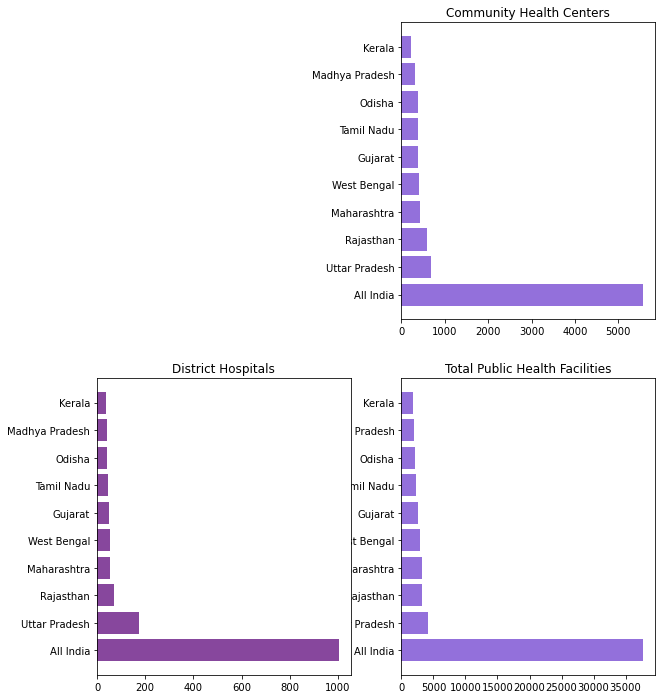 Community Health Centers
Kerala
Madhya Pradesh
Odisha
Tamil Nadu
Gujarat
West Bengal
Maharashtra
Rajasthan
Uttar Pradesh
All India
0 1000 2000 3000 4000 5000
District Hospitals
Kerala
Madhya Pradesh
Odisha
Tamil Nadu
Gujarat
West Bengal
Maharashtra
Rajasthan
Uttar Pradesh
All India
0 200 400 600 800 1000
Total Public Health Facilities
Kerala
Pradesh
Odisha
mil Nadu
Gujarat
t Bengal
arashtra
ajasthan
Pradesh
All India
0 5000 10000 15000 20000 25000 30000 35000